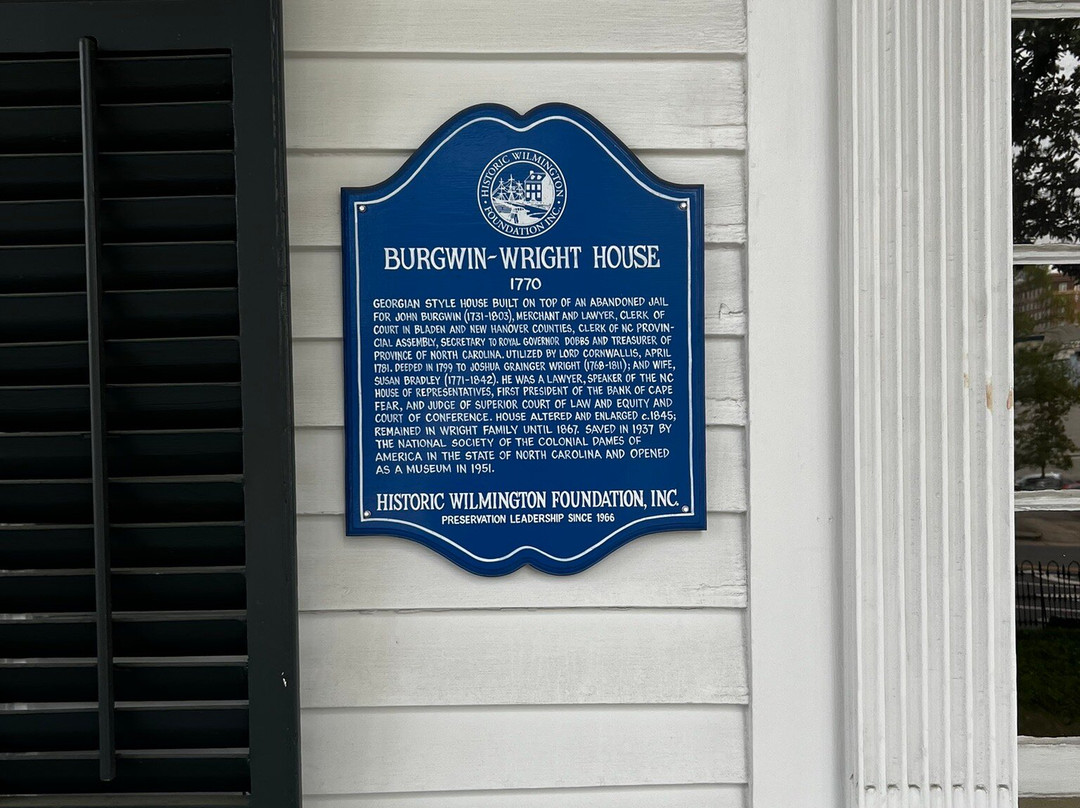 HISTORIC WILMINGTON
FOUNDATION INC.
BURGWIN-WRIGHT HOUSE
1770
GEORGIAN STYLE HOUSE BUILT ON TOP OF AN ABANDONED JAIL
FOR JOHN BURGWIN (1731-1803), MERCHANT AND LAWYER, CLERK OF
COURT IN BLADEN AND NEW HANOVER COUNTIES, CLERK OF NC PROVIN-
CIAL ASSEMBLY, SECRETARY TO ROYAL GOVERNOR DOBBS AND TREASURER OF
PROVINCE OF NORTH CAROLINA. UTILIZED BY LORD CORNWALLIS, APRIL
1781. DEEDED IN 1799 TO JOSHUA GRAINGER WRIGHT (1768-1811); AND WIFE,
SUSAN BRADLEY (1771-1842). HE WAS A LAWYER, SPEAKER OF THE NC
HOUSE OF REPRESENTATIVES, FIRST PRESIDENT OF THE BANK OF CAPE
FEAR, AND JUDGE OF SUPERIOR COURT OF LAW AND EQUITY AND
COURT OF CONFERENCE. HOUSE ALTERED AND ENLARGED c.1845;
REMAINED IN WRIGHT FAMILY UNTIL 1867. SAVED IN 1937 BY
THE NATIONAL SOCIETY OF THE COLONIAL DAMES OF
AMERICA IN THE STATE OF NORTH CAROLINA AND OPENED
AS A MUSEUM IN 1951.
HISTORIC WILMINGTON FOUNDATION, INC.
PRESERVATION LEADERSHIP SINCE 1966